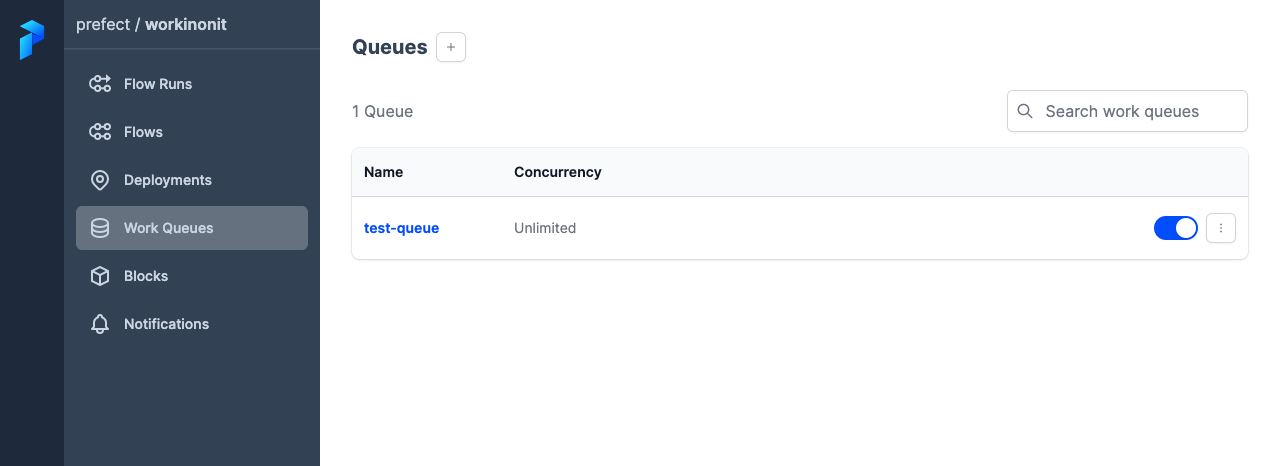 prefect / workinonit
Flow Runs
Flows
Deployments
Work Queues
Blocks
Notifications
Queues
1 Queue
Search work queues
Name Concurrency
test-queue Unlimited